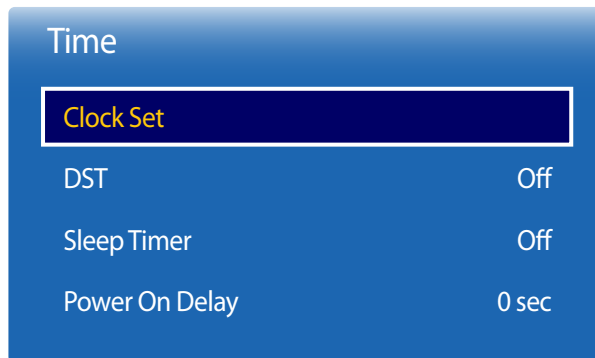 Time
Clock Set
DST Off
Sleep Timer Off
Power On Delay 0 sec